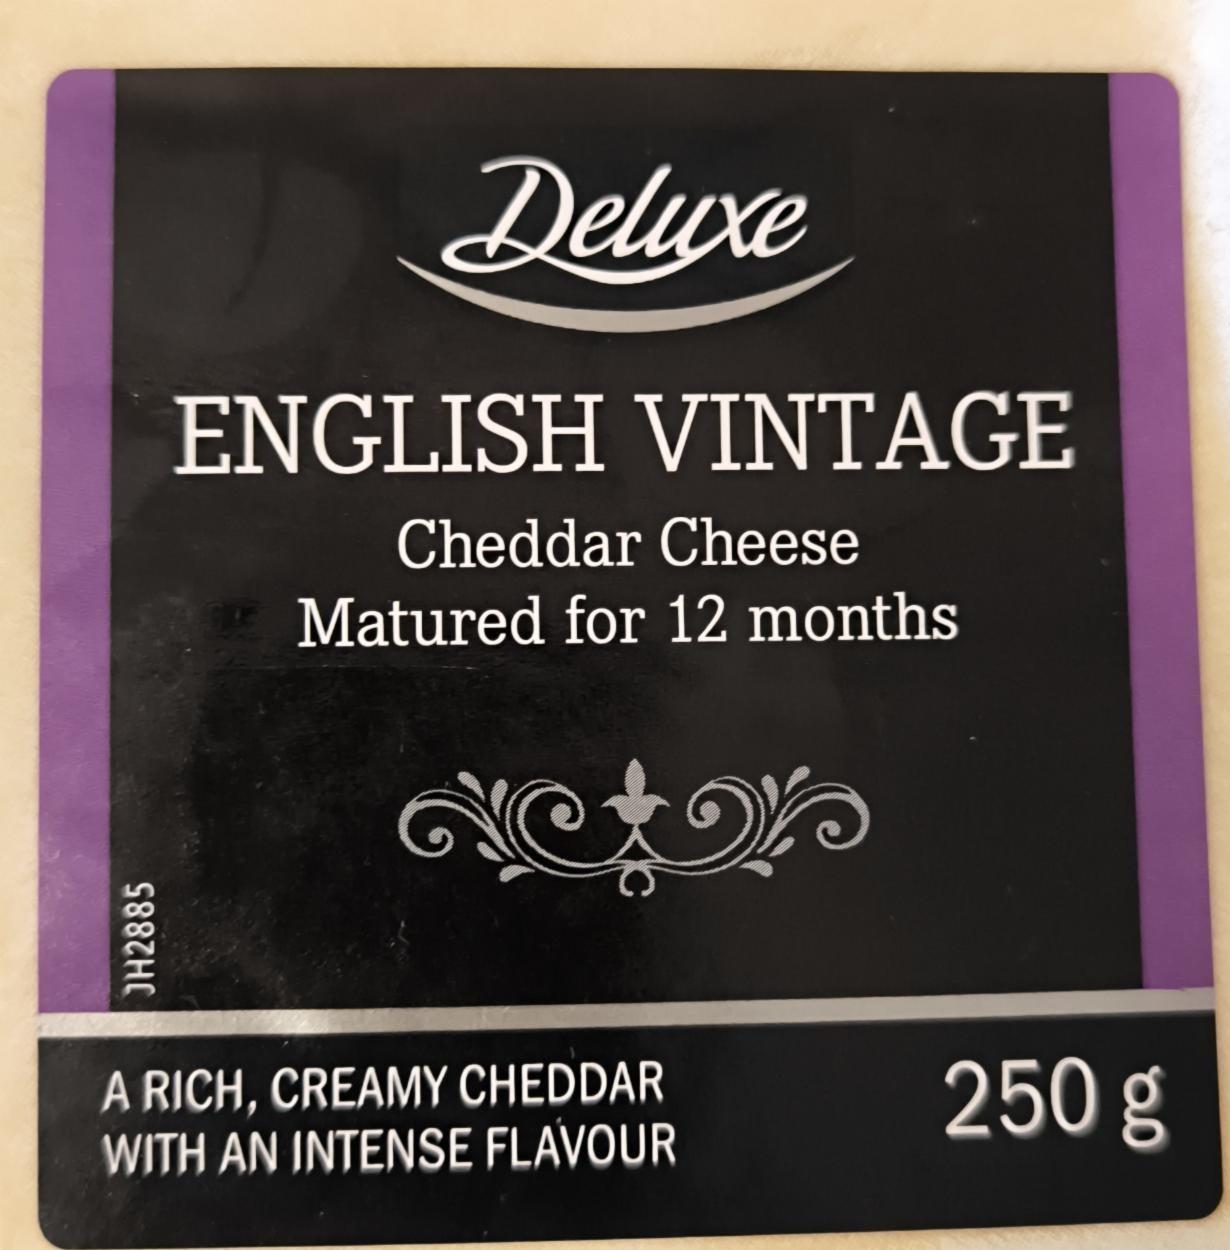 Deluxe
ENGLISH VINTAGE
Cheddar Cheese
Matured for 12 months
JH2885
A RICH, CREAMY CHEDDAR
WITH AN INTENSE FLAVOUR
250 g